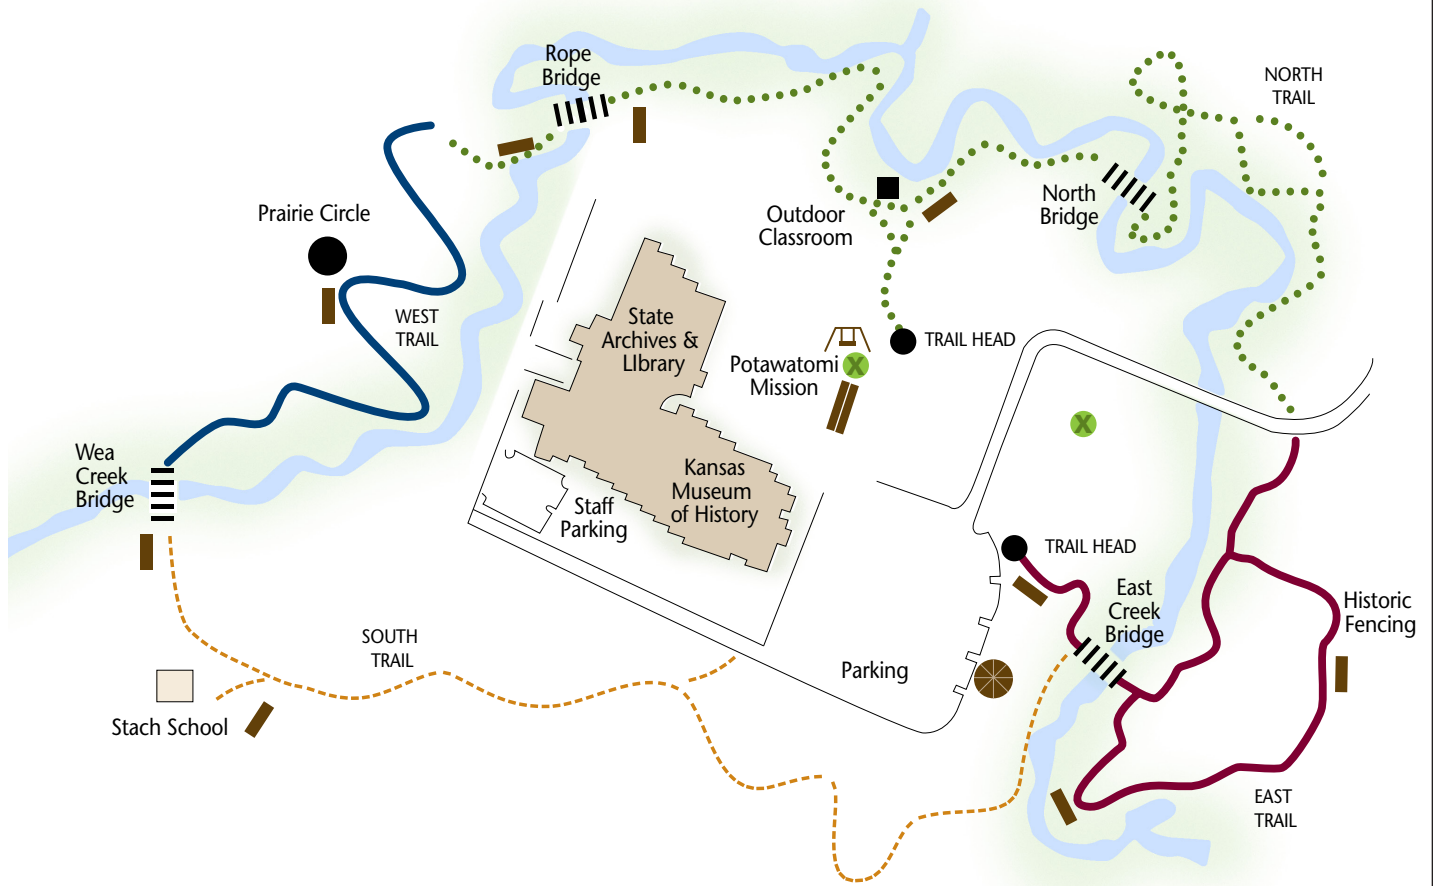 Rope
Bridge
NORTH
TRAIL
Prairie Circle
Outdoor
Classroom
North
Bridge
WEST
TRAIL
State
Archives &
LIbrary
TRAIL HEAD
Potawatomi
Mission
X
X
Wea
Creek
Bridge
Kansas
Museum
of History
Staff
Parking
TRAIL HEAD
East
Creek
Bridge
Historic
Fencing
SOUTH
TRAIL
Parking
Stach School
EAST
TRAIL